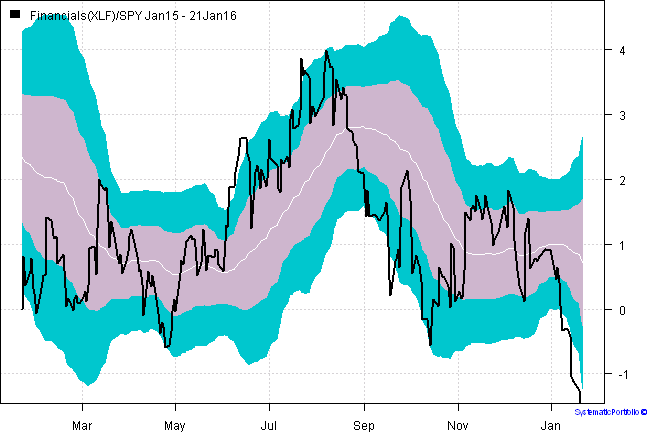 Financials(XLF)/SPY Jan15 - 21Jan16
4
3
2
1
0
-1
Mar May Jul Sep Nov Jan
SystematicPortfolio ©